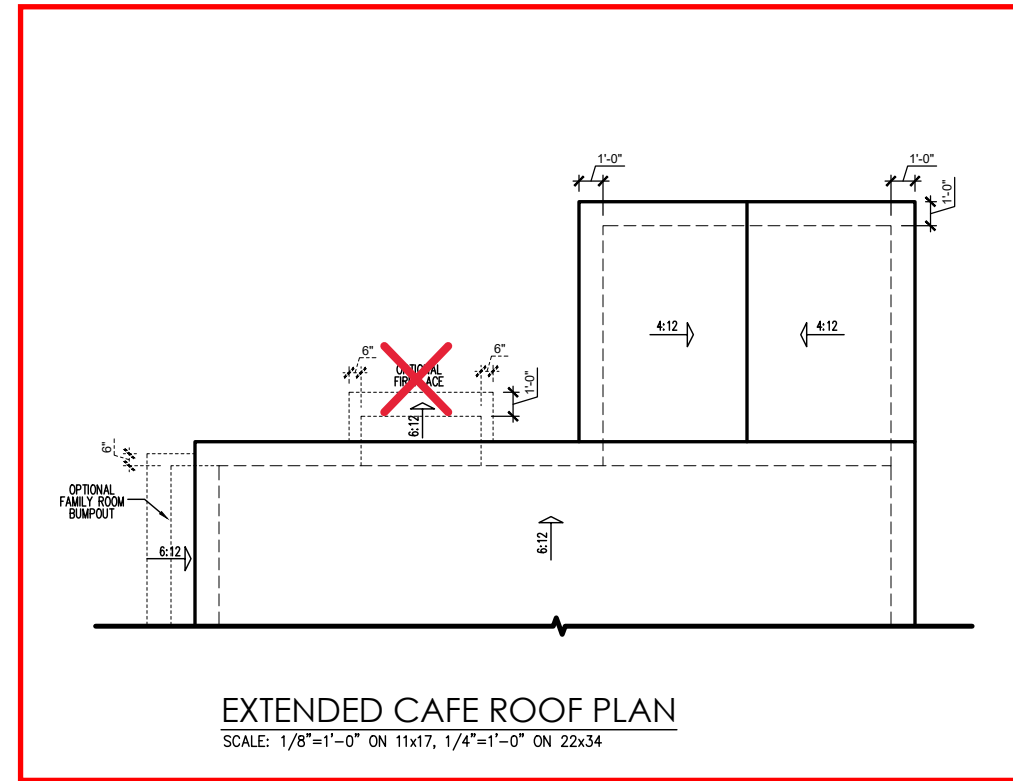 1'-0"
1'-0"
1'-0"
4:12
4:12
6"
6"
OPTIONAL
FIREPLACE
1'-0"
6:12
6"
OPTIONAL
FAMILY ROOM
BUMPOUT
6:12
6:12
EXTENDED CAFE ROOF PLAN
SCALE: 1/8"=1'-0" ON 11x17, 1/4"=1'-0" ON 22x34